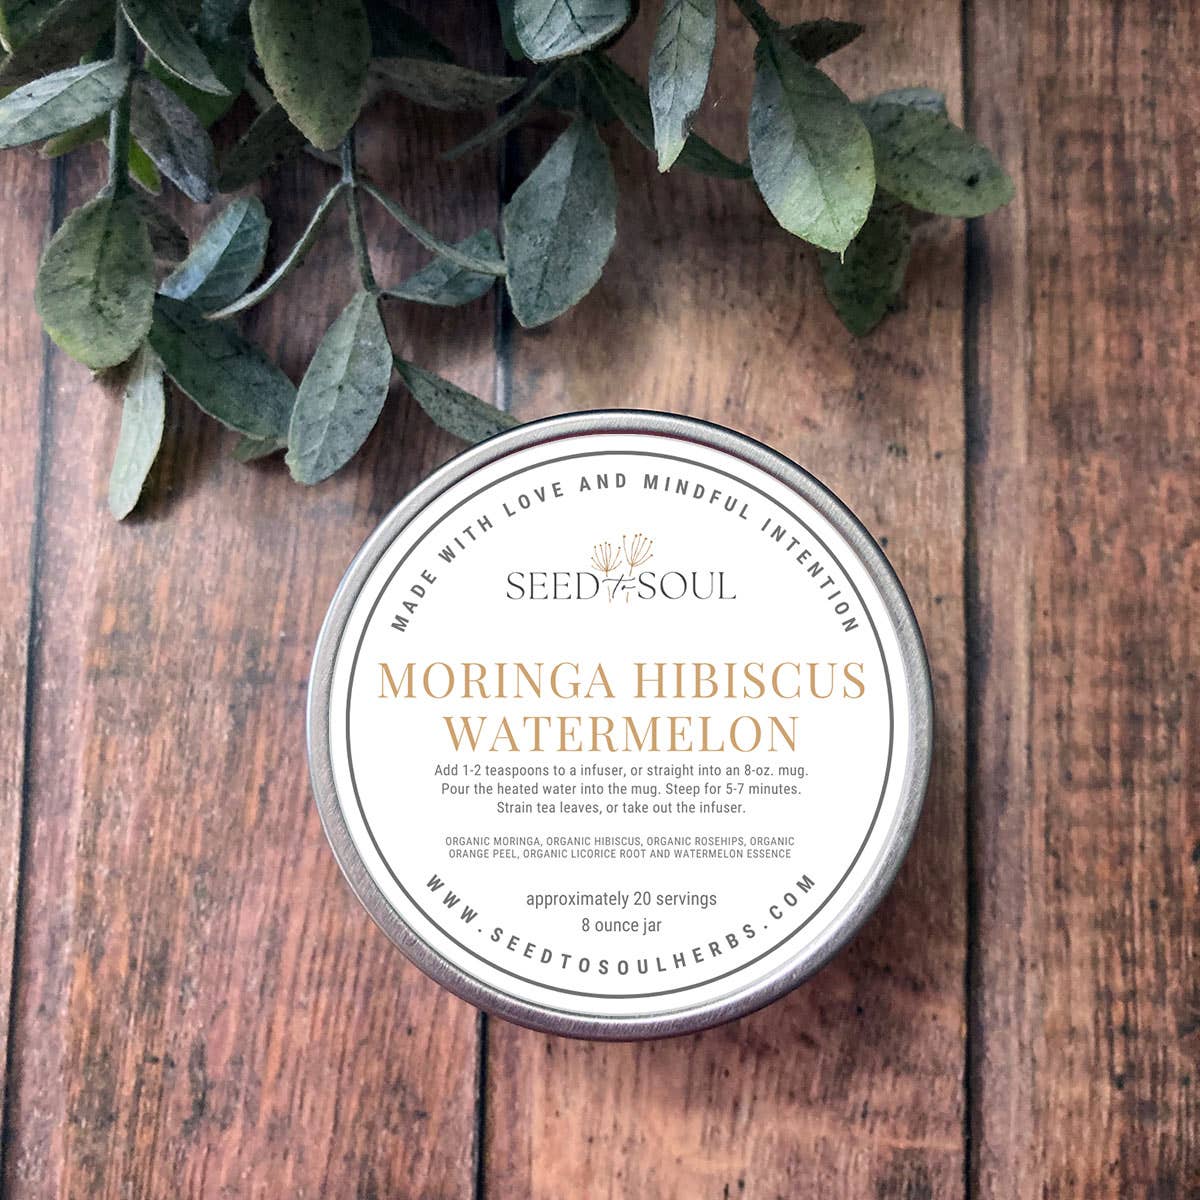 MADE WITH LOVE AND MINDFUL INTENTION
SEED to SOUL
MORINGA HIBISCUS
WATERMELON
Add 1-2 teaspoons to a infuser, or straight into an 8-oz. mug.
Pour the heated water into the mug. Steep for 5-7 minutes.
Strain tea leaves, or take out the infuser.
ORGANIC MORINGA, ORGANIC HIBISCUS, ORGANIC ROSEHIPS, ORGANIC
ORANGE PEEL, ORGANIC LICORICE ROOT AND WATERMELON ESSENCE
approximately 20 servings
8 ounce jar
WWW.SEEDTOSOULHERBS.COM